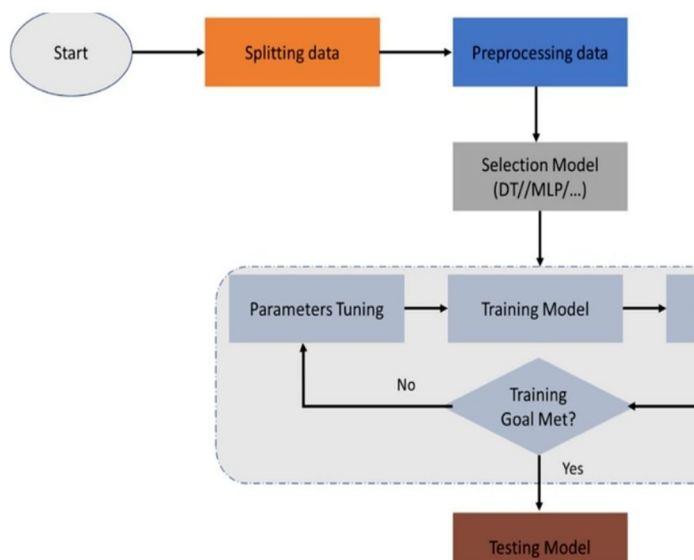 Start
Splitting data
Preprocessing data
Selection Model
(DT//MLP/...)
Parameters Tuning
Training Model
No
Training
Goal Met?
Yes
Testing Model